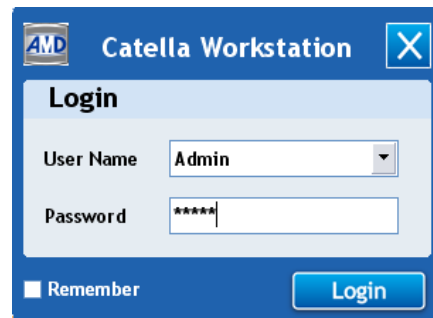 AMD Catella Workstation
Login
User Name Admin
Password *****
Remember Login